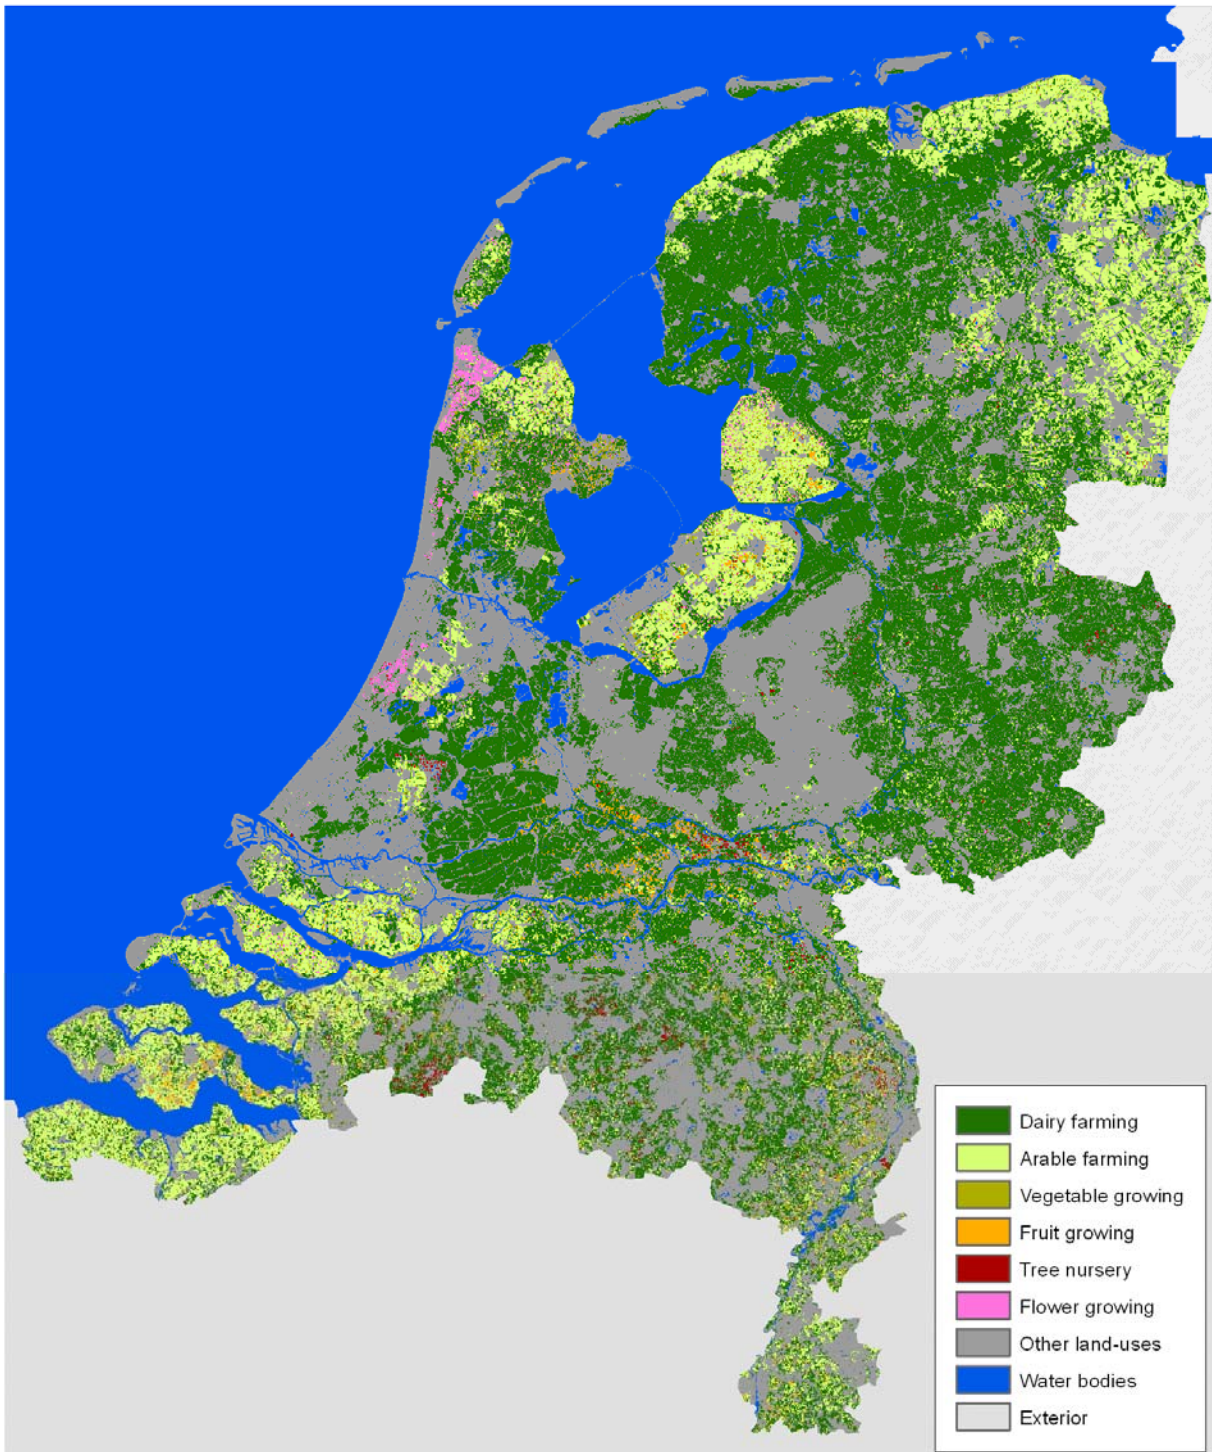 Dairy farming
Arable farming
Vegetable growing
Fruit growing
Tree nursery
Flower growing
Other land-uses
Water bodies
Exterior